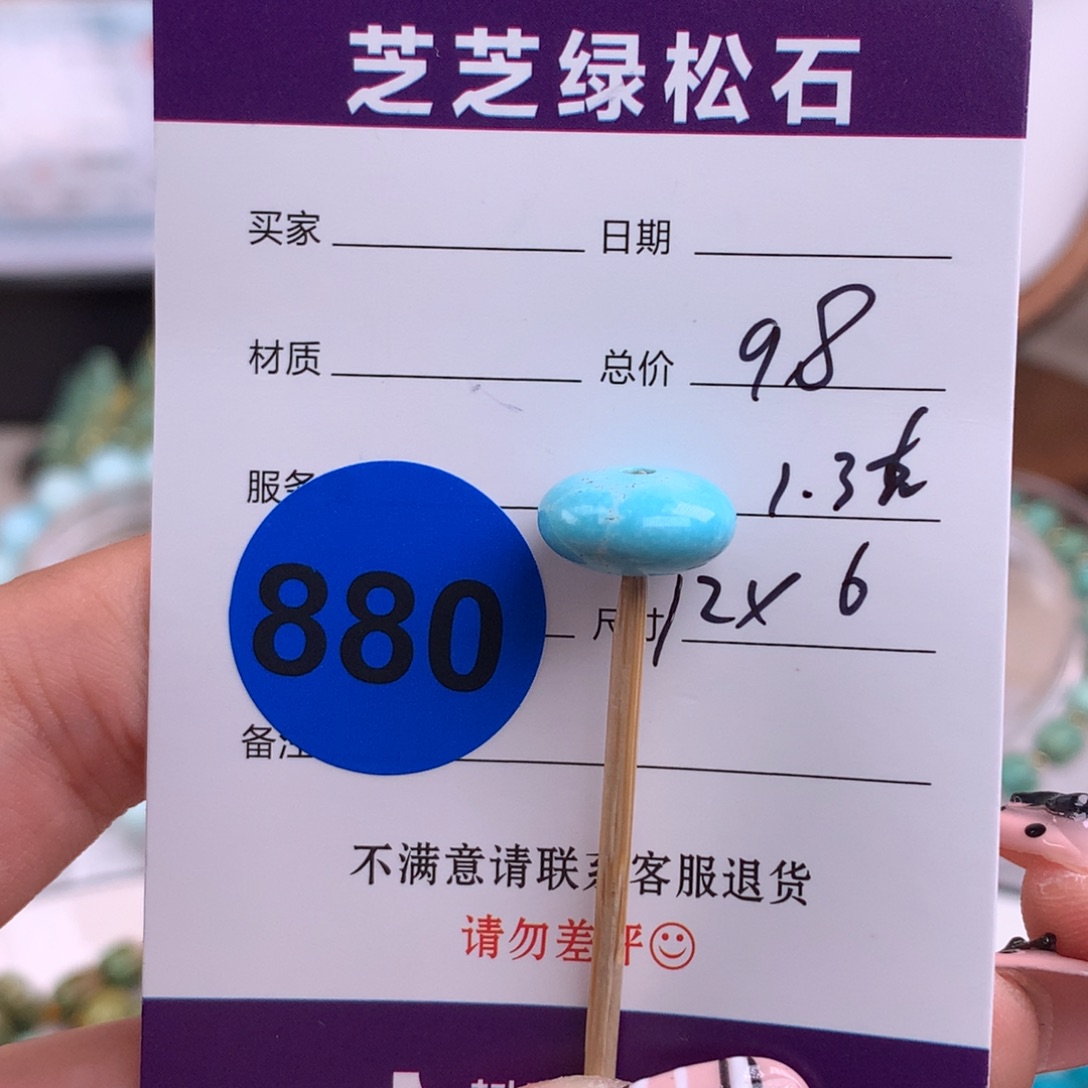 芝芝绿松石
买家 日期
材质 总价 98
服务 1.3克
880
尺寸 12x6
备注
不满意请联系客服退货
请勿差评